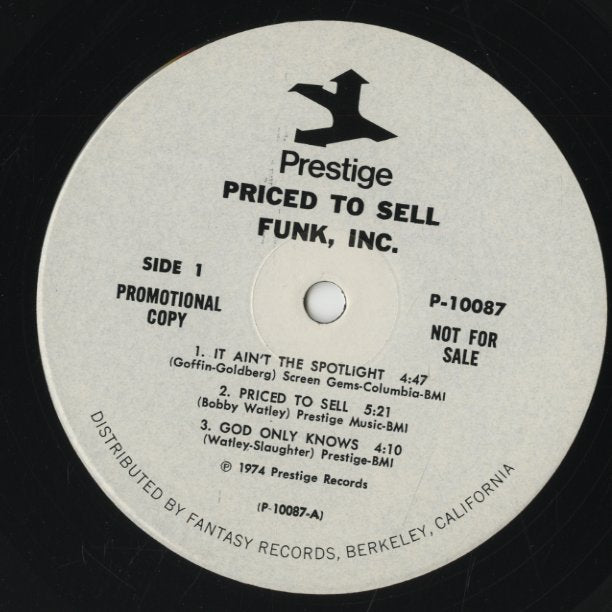 Prestige
PRICED TO SELL
FUNK, INC.
SIDE 1
PROMOTIONAL
COPY
P-10087
NOT FOR
SALE
1. IT AIN'T THE SPOTLIGHT 4:47
(Goffin-Goldberg) Screen Gems-Columbia-BMI
2. PRICED TO SELL 5:21
(Bobby Watley) Prestige Music-BMI
3. GOD ONLY KNOWS 4:10
(Watley-Slaughter) Prestige-BMI
℗ 1974 Prestige Records
(P-10087-A)
DISTRIBUTED BY FANTASY RECORDS, BERKELEY, CALIFORNIA